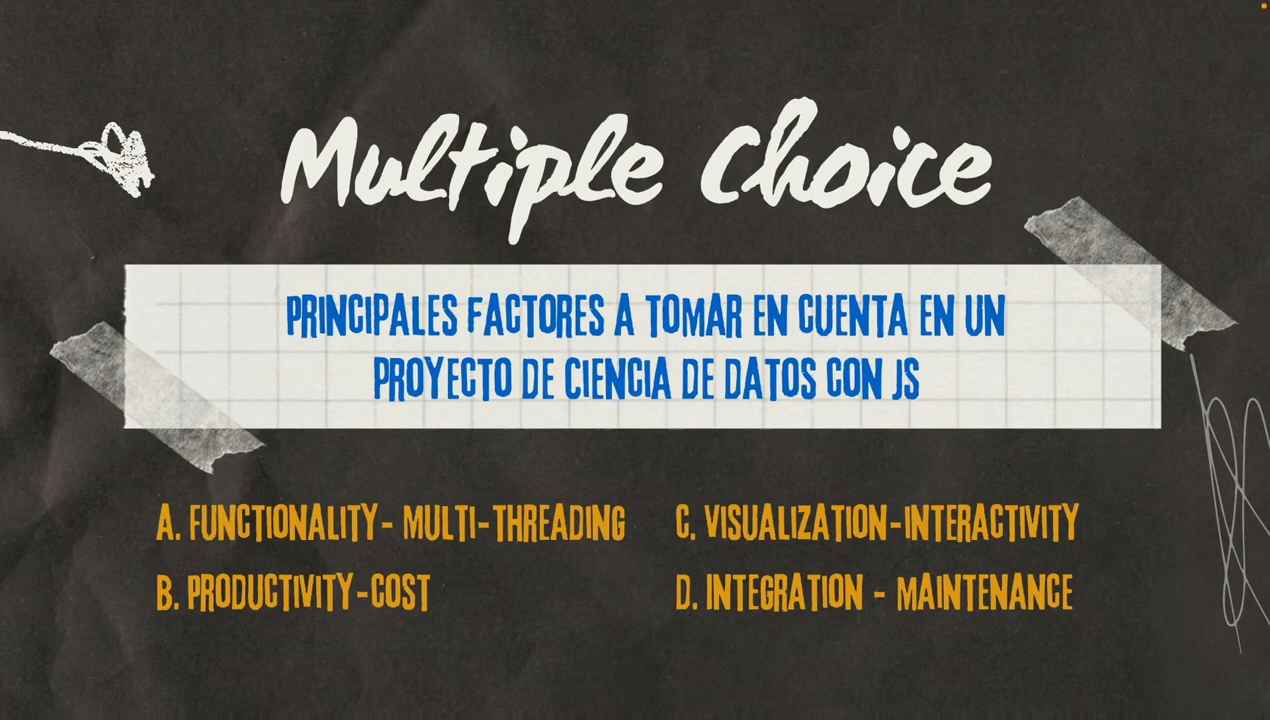 Multiple Choice
PRINCIPALES FACTORES A TOMAR EN CUENTA EN UN
PROYECTO DE CIENCIA DE DATOS CON JS
A. FUNCTIONALITY- MULTI-THREADING
B. PRODUCTIVITY-COST
C. VISUALIZATION-INTERACTIVITY
D. INTEGRATION - MAINTENANCE